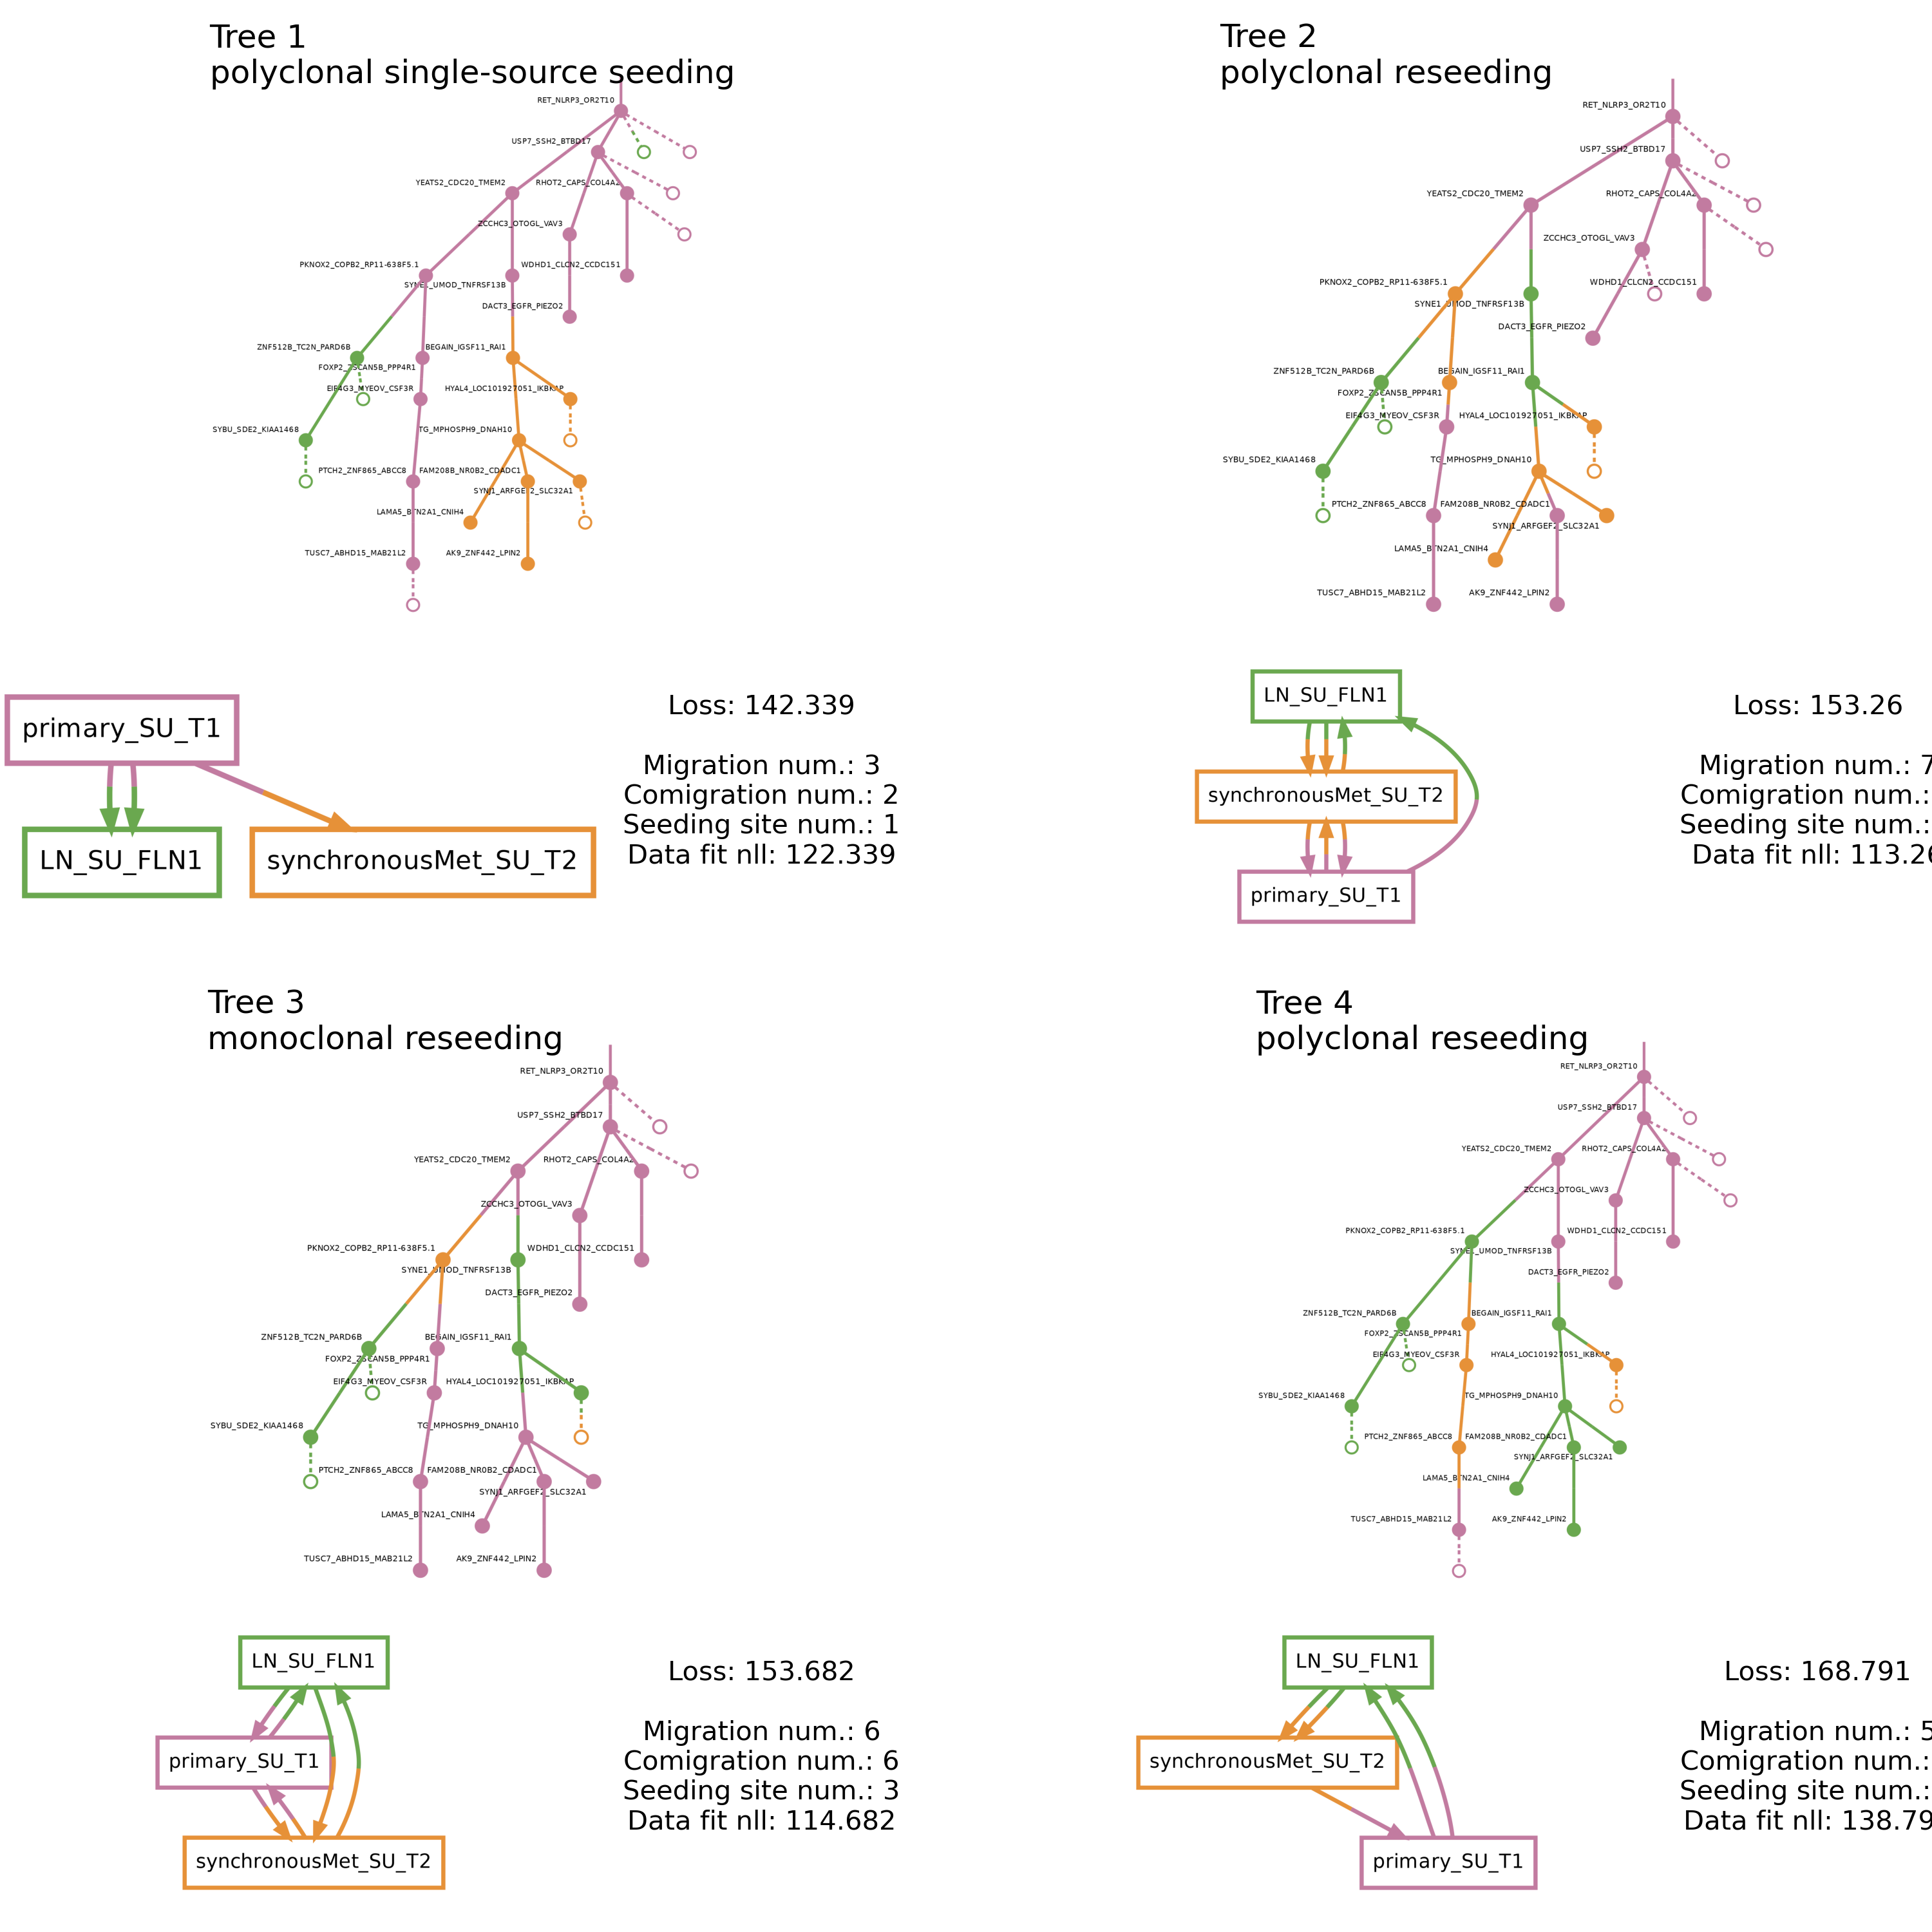 Tree 1
polyclonal single-source seeding
RET_NLRP3_OR2T10
USP7_SSH2_BTBD17
YEATS2_CDC20_TMEM2
RHOT2_CAPS_COL4A2
ZCCHC3_OTOGL_VAV3
PKNOX2_COPB2_RP11-638F5.1
WDHD1_CLCN2_CCDC151
SYNE1_UMOD_TNFRSF13B
DACT3_EGFR_PIEZO2
ZNF512B_TC2N_PARD6B
BEGAIN_IGSF11_RAI1
FOXP2_ZSCAN5B_PPP4R1
EIF4G3_MYEOV_CSF3R
HYAL4_LOC101927051_IKBKAP
SYBU_SDE2_KIAA1468
TG_MPHOSPH9_DNAH10
PTCH2_ZNF865_ABCC8
FAM208B_NR0B2_CDADC1
SYNJ1_ARFGEF2_SLC32A1
LAMA5_BTN2A1_CNIH4
TUSC7_ABHD15_MAB21L2
AK9_ZNF442_LPIN2
primary_SU_T1
LN_SU_FLN1
synchronousMet_SU_T2
Loss: 142.339
Migration num.: 3
Comigration num.: 2
Seeding site num.: 1
Data fit nll: 122.339
Tree 2
polyclonal reseeding
RET_NLRP3_OR2T10
USP7_SSH2_BTBD17
YEATS2_CDC20_TMEM2
RHOT2_CAPS_COL4A2
ZCCHC3_OTOGL_VAV3
PKNOX2_COPB2_RP11-638F5.1
WDHD1_CLCN2_CCDC151
SYNE1_UMOD_TNFRSF13B
DACT3_EGFR_PIEZO2
ZNF512B_TC2N_PARD6B
BEGAIN_IGSF11_RAI1
FOXP2_ZSCAN5B_PPP4R1
EIF4G3_MYEOV_CSF3R
HYAL4_LOC101927051_IKBKAP
SYBU_SDE2_KIAA1468
TG_MPHOSPH9_DNAH10
PTCH2_ZNF865_ABCC8
FAM208B_NR0B2_CDADC1
SYNJ1_ARFGEF2_SLC32A1
LAMA5_BTN2A1_CNIH4
TUSC7_ABHD15_MAB21L2
AK9_ZNF442_LPIN2
LN_SU_FLN1
synchronousMet_SU_T2
primary_SU_T1
Loss: 153.26
Migration num.: 7
Comigration num.:
Seeding site num.:
Data fit nll: 113.26
Tree 3
monoclonal reseeding
RET_NLRP3_OR2T10
USP7_SSH2_BTBD17
YEATS2_CDC20_TMEM2
RHOT2_CAPS_COL4A2
ZCCHC3_OTOGL_VAV3
PKNOX2_COPB2_RP11-638F5.1
WDHD1_CLCN2_CCDC151
SYNE1_UMOD_TNFRSF13B
DACT3_EGFR_PIEZO2
ZNF512B_TC2N_PARD6B
BEGAIN_IGSF11_RAI1
FOXP2_ZSCAN5B_PPP4R1
EIF4G3_MYEOV_CSF3R
HYAL4_LOC101927051_IKBKAP
SYBU_SDE2_KIAA1468
TG_MPHOSPH9_DNAH10
PTCH2_ZNF865_ABCC8
FAM208B_NR0B2_CDADC1
SYNJ1_ARFGEF2_SLC32A1
LAMA5_BTN2A1_CNIH4
TUSC7_ABHD15_MAB21L2
AK9_ZNF442_LPIN2
LN_SU_FLN1
primary_SU_T1
synchronousMet_SU_T2
Loss: 153.682
Migration num.: 6
Comigration num.: 6
Seeding site num.: 3
Data fit nll: 114.682
Tree 4
polyclonal reseeding
RET_NLRP3_OR2T10
USP7_SSH2_BTBD17
YEATS2_CDC20_TMEM2
RHOT2_CAPS_COL4A2
ZCCHC3_OTOGL_VAV3
PKNOX2_COPB2_RP11-638F5.1
WDHD1_CLCN2_CCDC151
SYNE1_UMOD_TNFRSF13B
DACT3_EGFR_PIEZO2
ZNF512B_TC2N_PARD6B
BEGAIN_IGSF11_RAI1
FOXP2_ZSCAN5B_PPP4R1
EIF4G3_MYEOV_CSF3R
HYAL4_LOC101927051_IKBKAP
SYBU_SDE2_KIAA1468
TG_MPHOSPH9_DNAH10
PTCH2_ZNF865_ABCC8
FAM208B_NR0B2_CDADC1
SYNJ1_ARFGEF2_SLC32A1
LAMA5_BTN2A1_CNIH4
TUSC7_ABHD15_MAB21L2
AK9_ZNF442_LPIN2
LN_SU_FLN1
synchronousMet_SU_T2
primary_SU_T1
Loss: 168.791
Migration num.: 5
Comigration num.:
Seeding site num.:
Data fit nll: 138.79